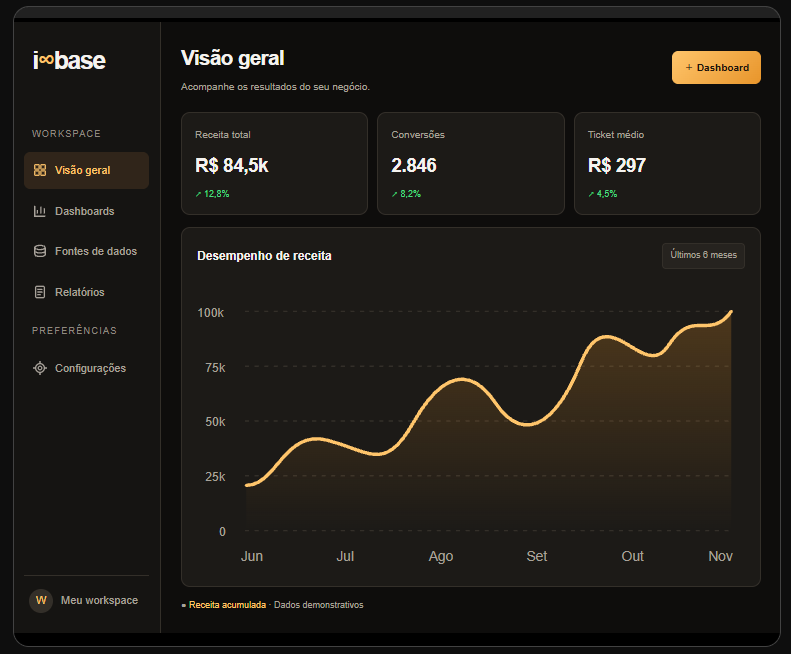 i∞base
WORKSPACE
Visão geral
Dashboards
Fontes de dados
Relatórios
PREFERÊNCIAS
Configurações
W Meu workspace
Visão geral
Acompanhe os resultados do seu negócio.
+ Dashboard
Receita total
R$ 84,5k
↗ 12,8%
Conversões
2.846
↗ 8,2%
Ticket médio
R$ 297
↗ 4,5%
Desempenho de receita
Últimos 6 meses
100k
75k
50k
25k
0
Jun Jul Ago Set Out Nov
Receita acumulada · Dados demonstrativos